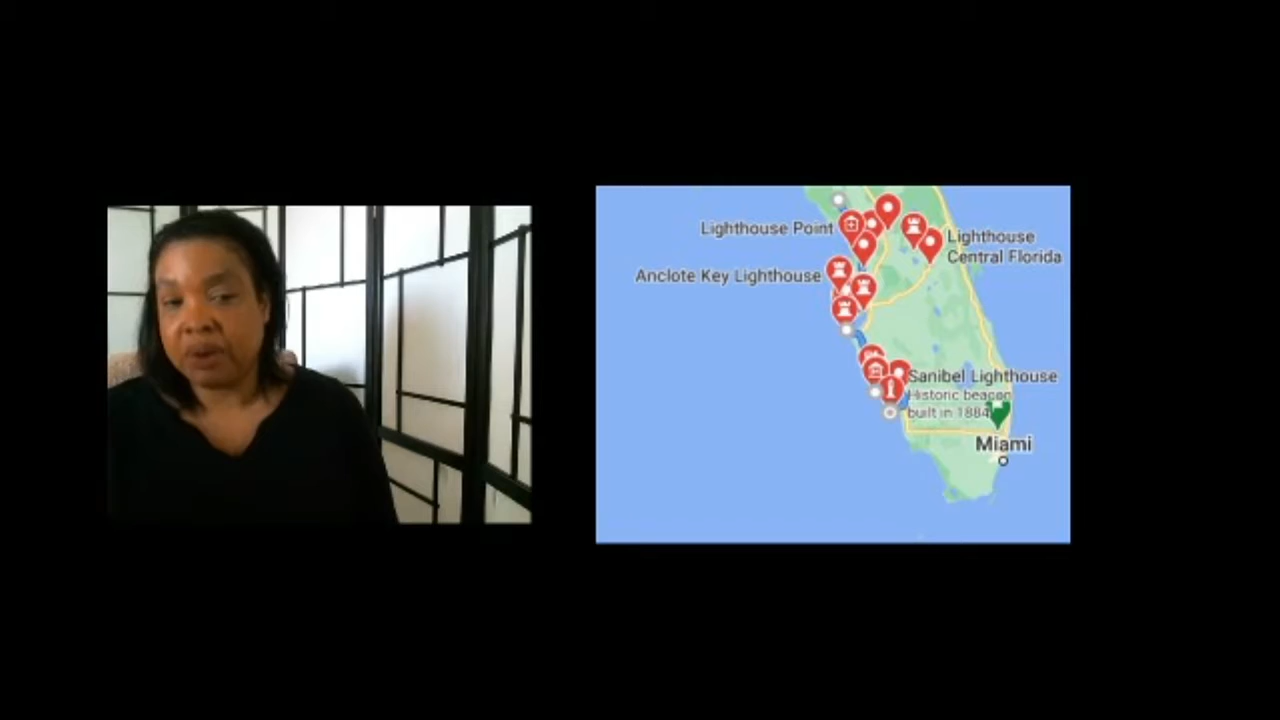 Lighthouse Point
Lighthouse
Central Florida
Anclote Key Lighthouse
Sanibel Lighthouse
Historic beacon
built in 1884
Miami